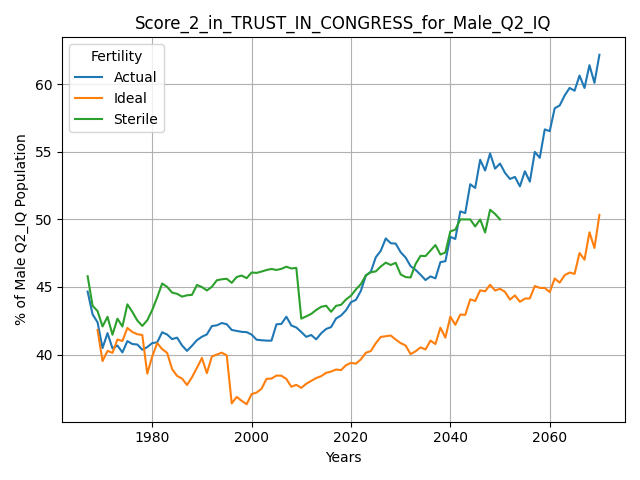 Score_2_in_TRUST_IN_CONGRESS_for_Male_Q2_IQ
Fertility
Actual
Ideal
Sterile
% of Male Q2_IQ Population
60
55
50
45
40
1980
2000
2020
2040
2060
Years